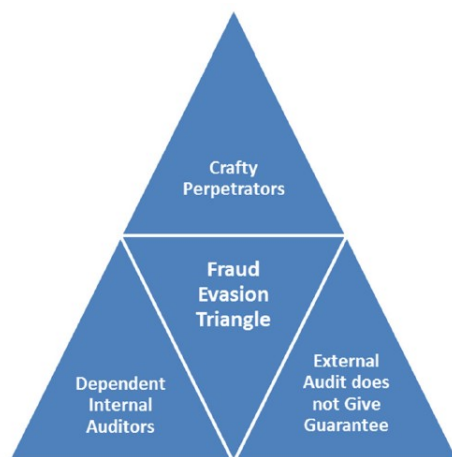 Crafty
Perpetrators
Fraud
Evasion
Triangle
Dependent
Internal
Auditors
External
Audit does
not Give
Guarantee